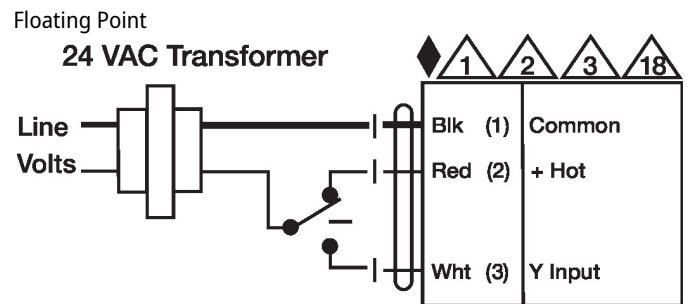 Floating Point
24 VAC Transformer
1 2 3 18
Line
Volts
Blk (1) Common
Red (2) + Hot
Wht (3) Y Input